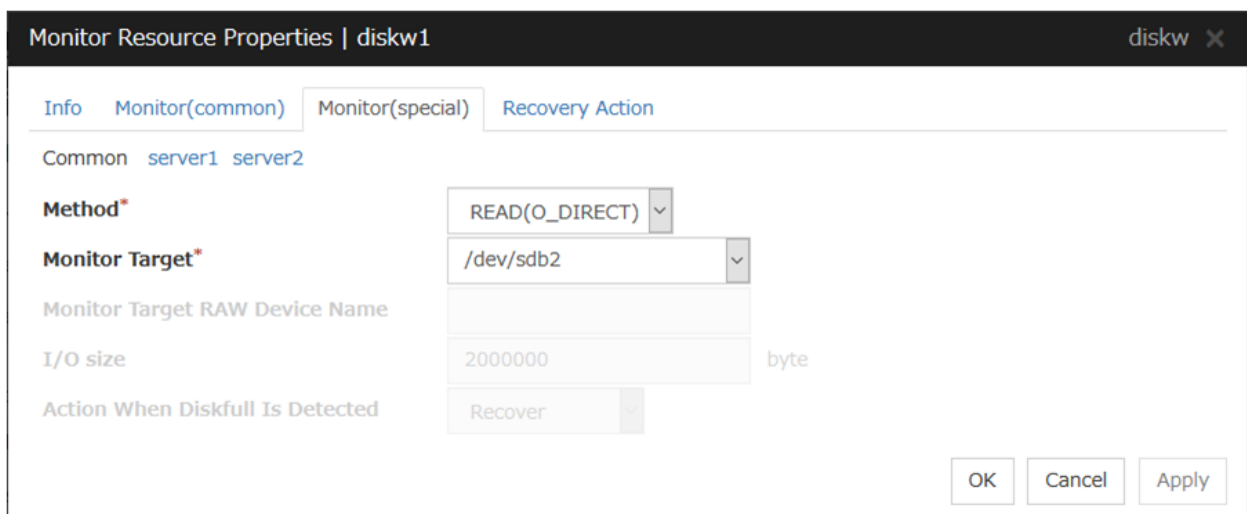 Monitor Resource Properties | diskw1 diskw ×
Info Monitor(common) Monitor(special) Recovery Action
Common server1 server2
Method* READ(O_DIRECT)
Monitor Target* /dev/sdb2
Monitor Target RAW Device Name
I/O size 2000000 byte
Action When Diskfull Is Detected Recover
OK Cancel Apply